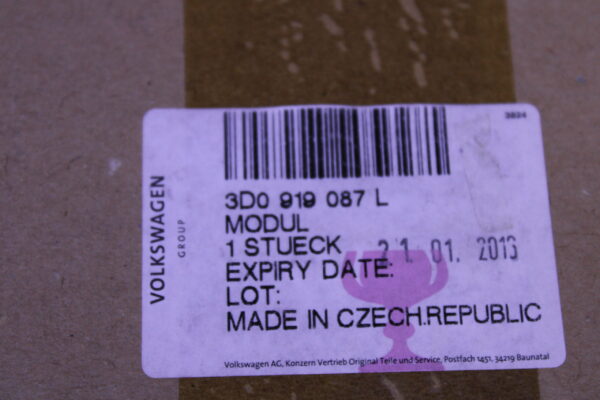 3824
VOLKSWAGEN
GROUP
3D0 919 087 L
MODUL
1 STUECK 21. 01. 2013
EXPIRY DATE:
LOT:
MADE IN CZECH.REPUBLIC
Volkswagen AG, Konzern Vertrieb Original Teile und Service, Postfach 1451, 34219 Baunatal